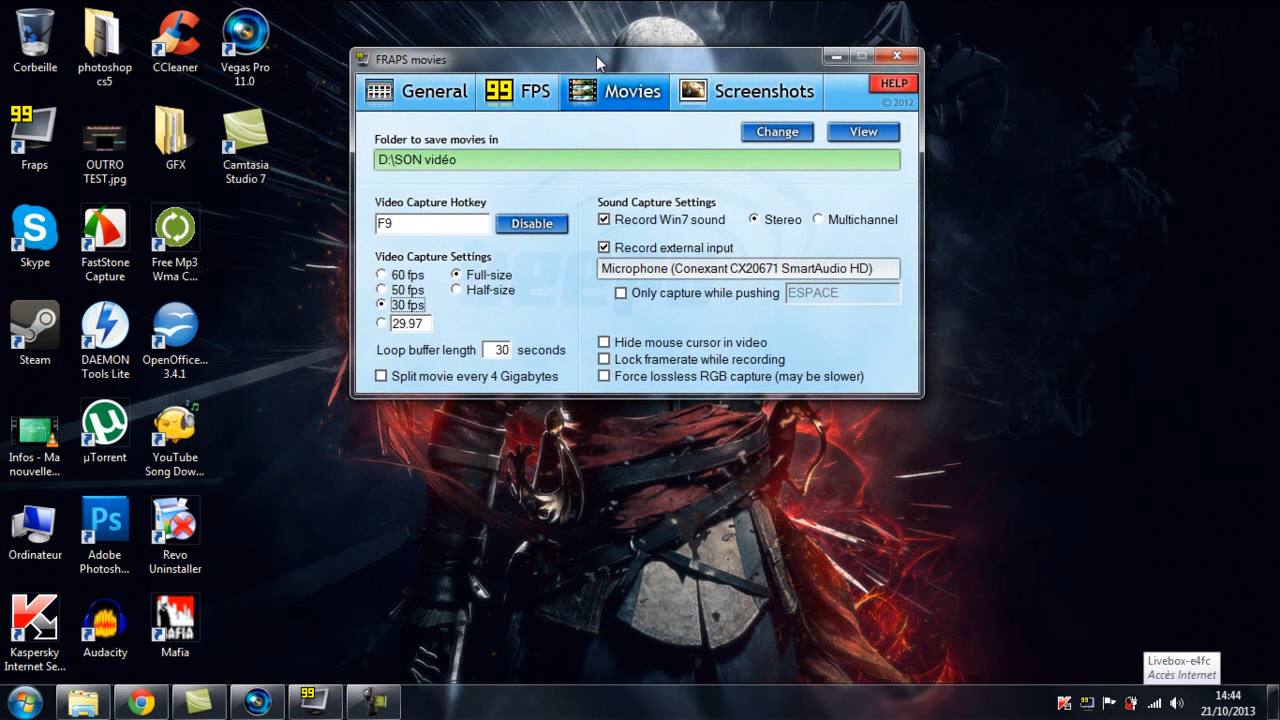 Corbeille
photoshop
cs5
CCleaner
Vegas Pro
11.0
99
Fraps
OUTRO
TEST.jpg
GFX
Camtasia
Studio 7
Skype
FastStone
Capture
Free Mp3
Wma C...
Steam
DAEMON
Tools Lite
OpenOffice...
3.4.1
Infos - Ma
nouvelle...
µTorrent
YouTube
Song Dow...
Ordinateur
Ps
Adobe
Photosh...
Revo
Uninstaller
Kaspersky
Internet Se...
Audacity
MAFIA
Mafia
FRAPS movies
General
99 FPS
Movies
Screenshots
HELP
© 2012
Folder to save movies in
Change
View
D:\SON vidéo
Video Capture Hotkey
F9
Disable
Video Capture Settings
60 fps
Full-size
50 fps
Half-size
30 fps
29.97
Loop buffer length 30 seconds
Split movie every 4 Gigabytes
Sound Capture Settings
Record Win7 sound
Stereo
Multichannel
Record external input
Microphone (Conexant CX20671 SmartAudio HD)
Only capture while pushing ESPACE
Hide mouse cursor in video
Lock framerate while recording
Force lossless RGB capture (may be slower)
Livebox-e4fc
Accès Internet
99
14:44
21/10/2013